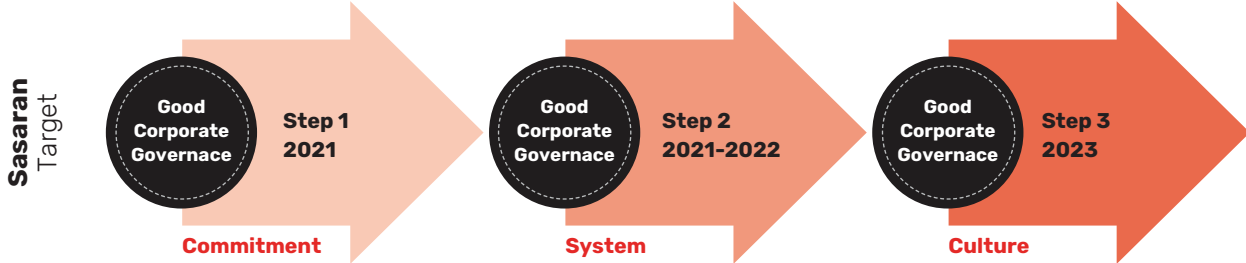 Sasaran
Target
Good
Corporate
Governace
Step 1
2021
Commitment
Good
Corporate
Governace
Step 2
2021-2022
System
Good
Corporate
Governace
Step 3
2023
Culture